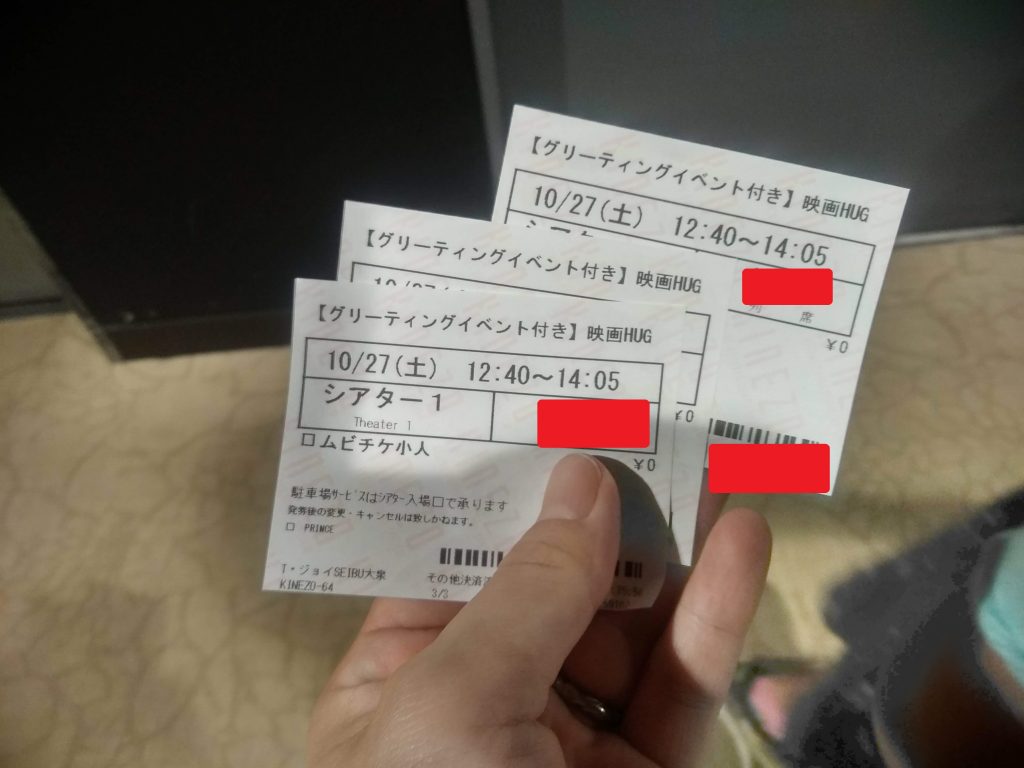 【グリーティングイベント付き】映画HUG
10/27(土) 12:40～14:05
シアター
列 席
¥0
【グリーティングイベント付き】映画HUG
¥0
【グリーティングイベント付き】映画HUG
10/27(土) 12:40～14:05
シアター1
Theater 1
¥0
ロムビチケ小人
駐車場ｻｰﾋﾞｽはｼｱﾀｰ入場口で承ります
発券後の変更・キャンセルは致しかねます。
□ PRINCE
T・ジョイSEIBU大泉
KINEZO-64
その他決済
3/3